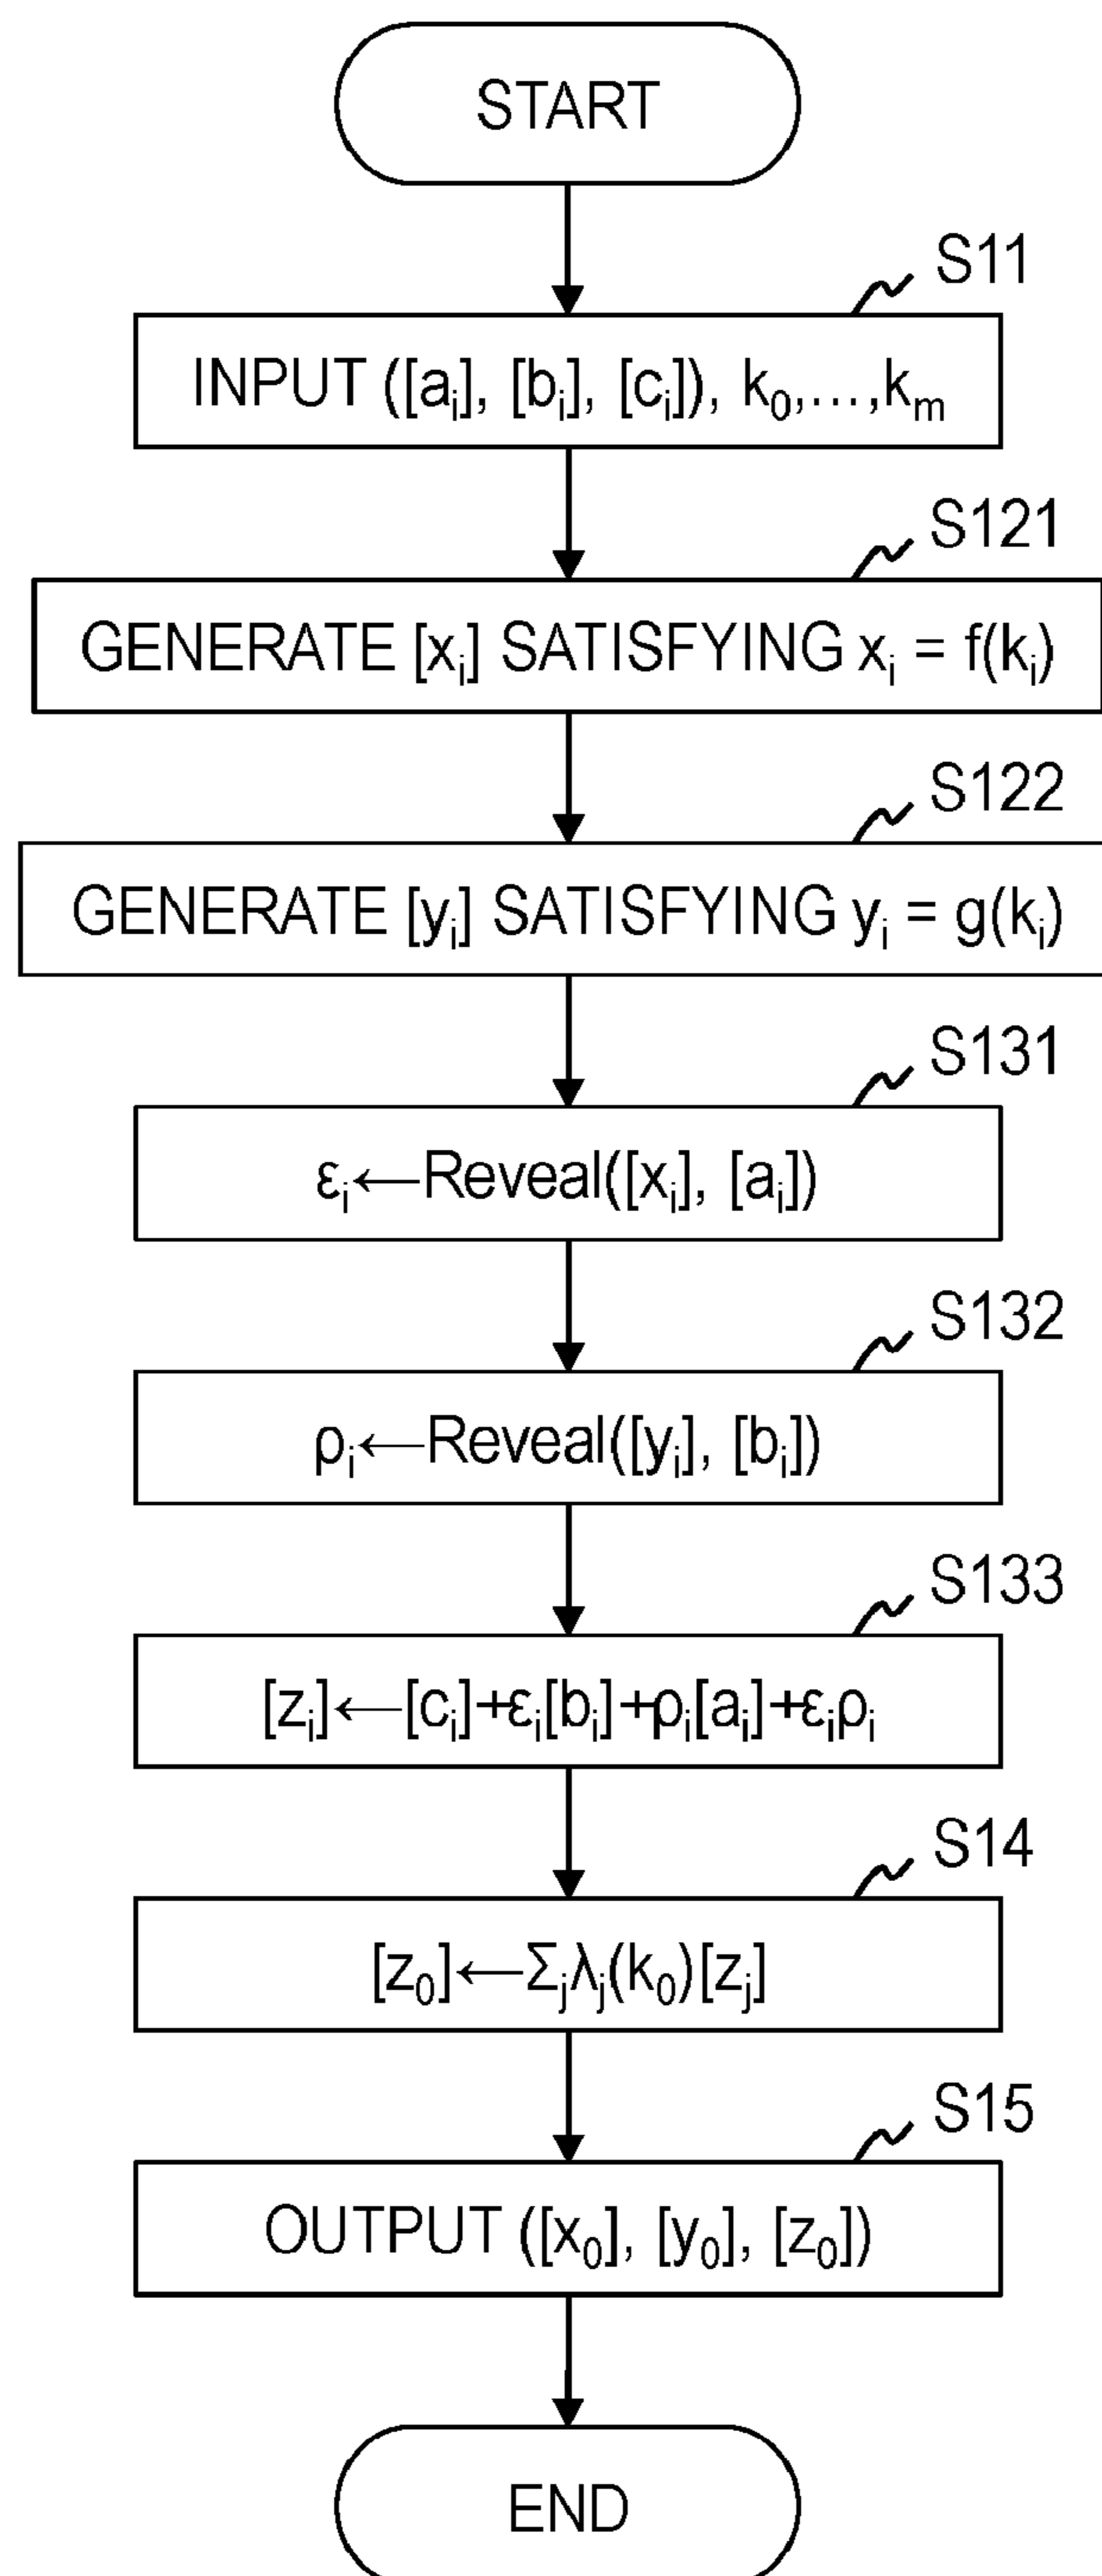 START
S11
INPUT ([aᵢ], [bᵢ], [cᵢ]), k₀,...,kₘ
S121
GENERATE [xᵢ] SATISFYING xᵢ = f(kᵢ)
S122
GENERATE [yᵢ] SATISFYING yᵢ = g(kᵢ)
S131
εᵢ←Reveal([xᵢ], [aᵢ])
S132
ρᵢ←Reveal([yᵢ], [bᵢ])
S133
[zᵢ]←[cᵢ]+εᵢ[bᵢ]+ρᵢ[aᵢ]+εᵢρᵢ
S14
[z₀]←Σⱼλⱼ(k₀)[zⱼ]
S15
OUTPUT ([x₀], [y₀], [z₀])
END